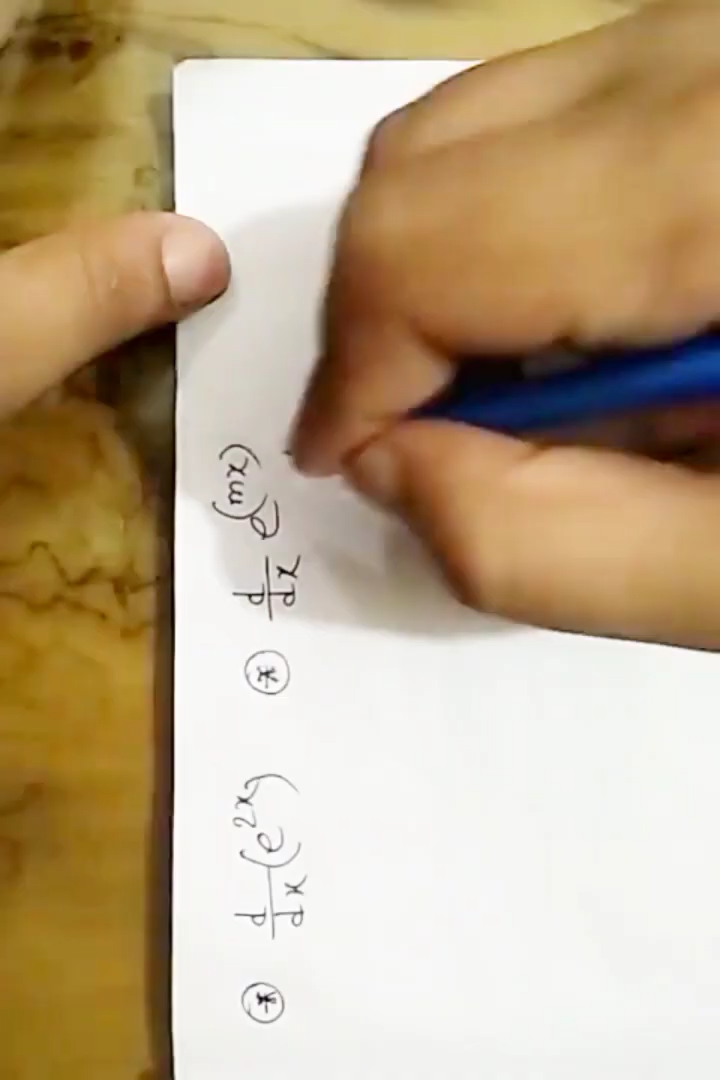 * d/dx (e^2x) * d/dx e^(mx)